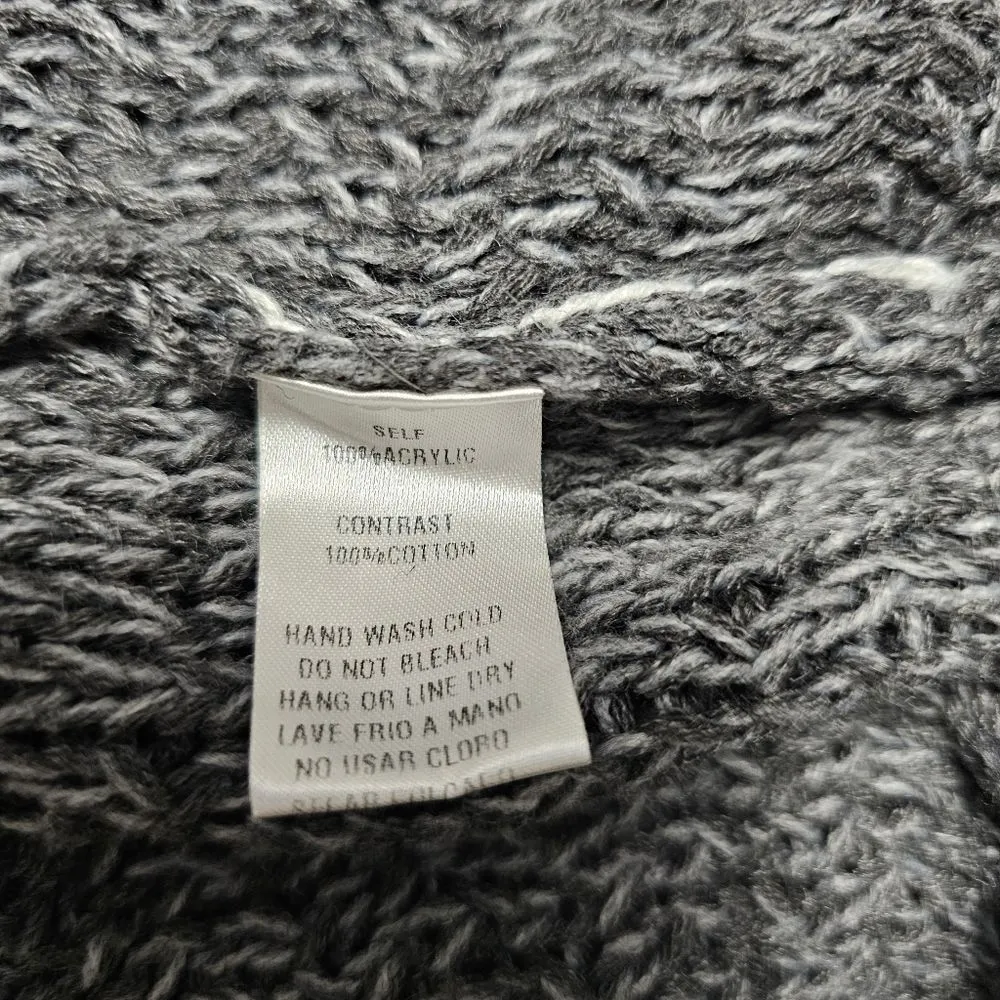 SELF
100%ACRYLIC
CONTRAST
100%COTTON
HAND WASH COLD
DO NOT BLEACH
HANG OR LINE DRY
LAVE FRIO A MANO
NO USAR CLORO